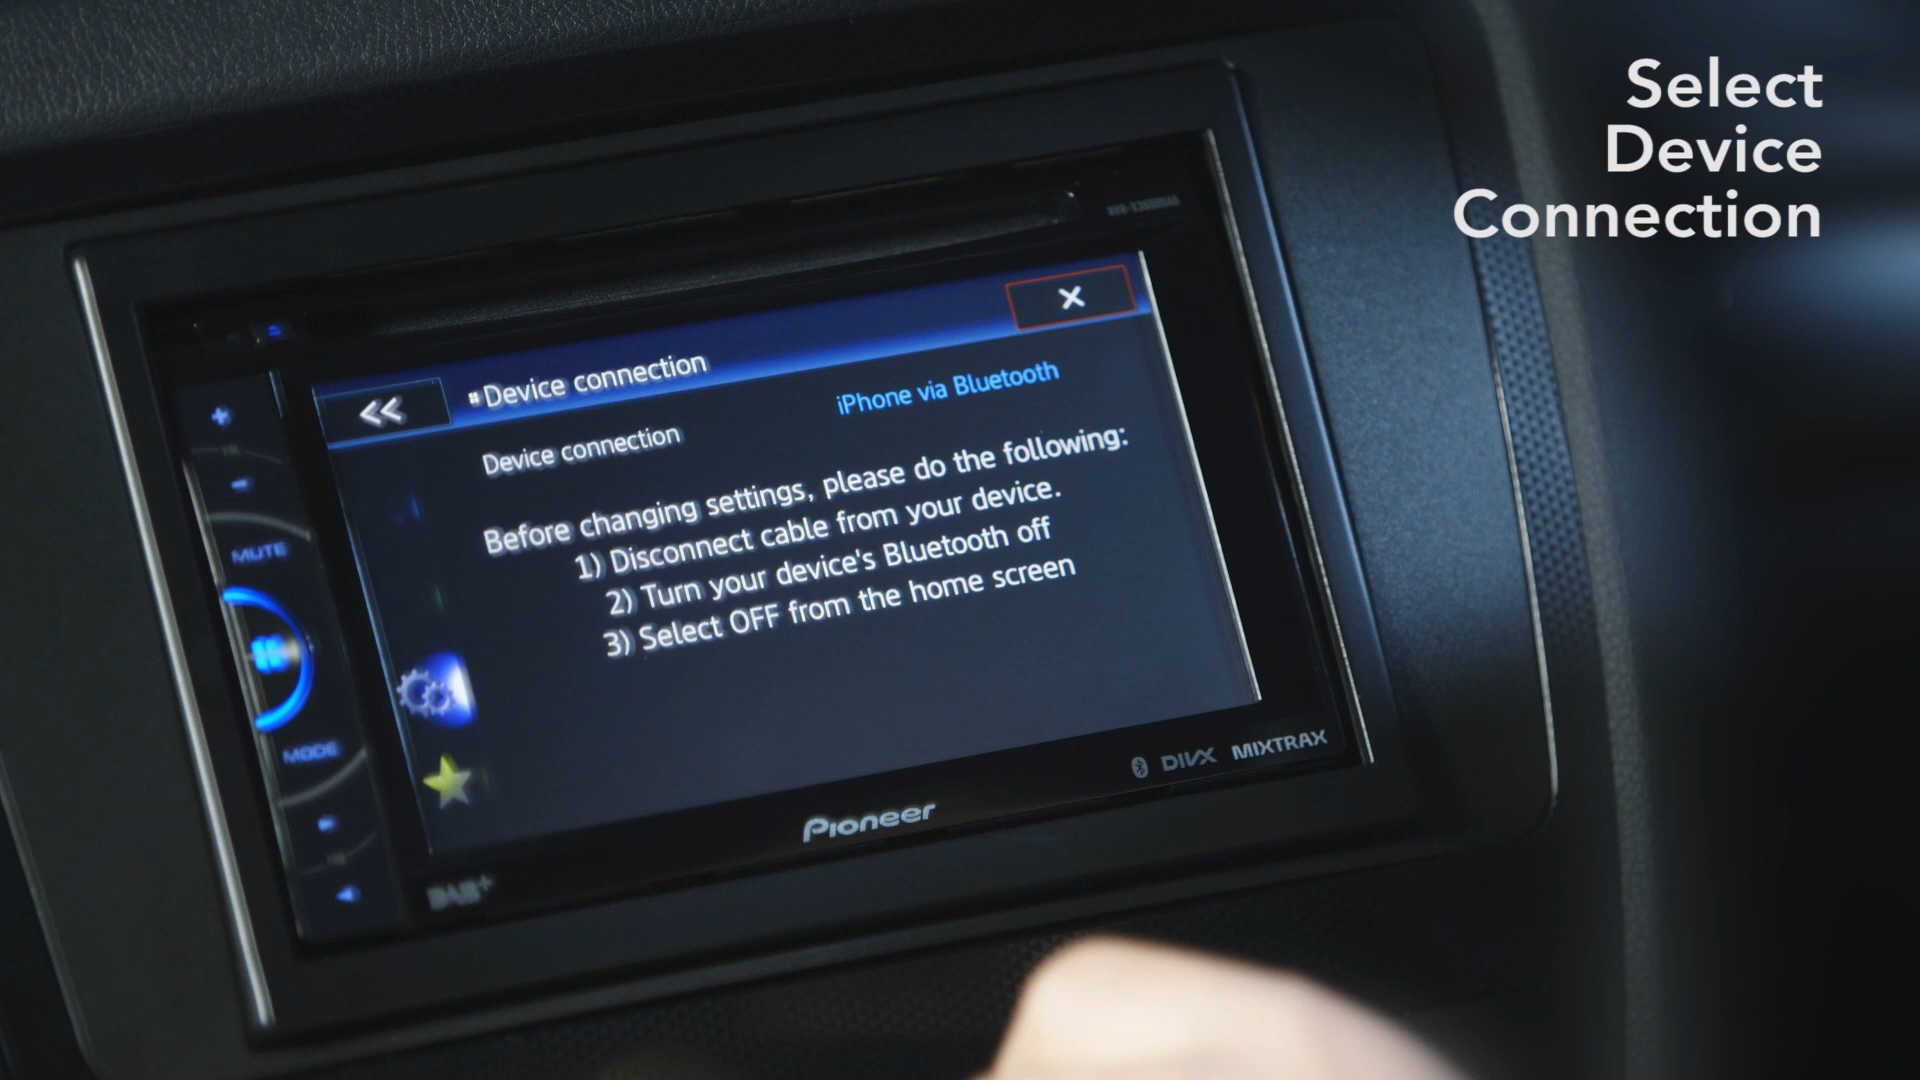 Select
Device
Connection
Device connection
Device connection
iPhone via Bluetooth
Before changing settings, please do the following:
1) Disconnect cable from your device.
2) Turn your device's Bluetooth off
3) Select OFF from the home screen
MUTE
MODE
DIVX MIXTRAX
Pioneer
DAB+